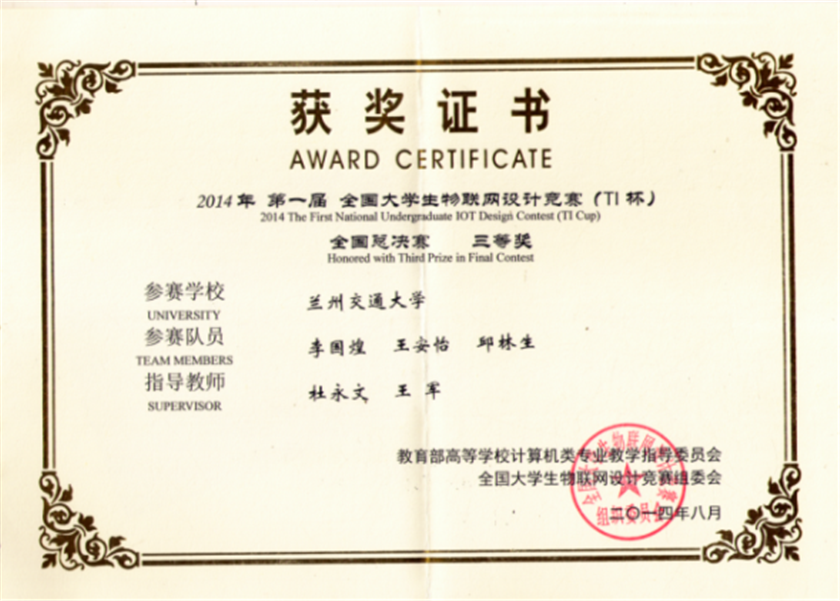 获奖证书
AWARD CERTIFICATE
2014年 第一届 全国大学生物联网设计竞赛（TI杯）
2014 The First National Undergraduate IOT Design Contest (TI Cup)
全国总决赛 三等奖
Honored with Third Prize in Final Contest
参赛学校 兰州交通大学
UNIVERSITY
参赛队员 李国煌 王安怡 邱林生
TEAM MEMBERS
指导教师 杜永文 王军
SUPERVISOR
教育部高等学校计算机类专业教学指导委员会
全国大学生物联网设计竞赛组委会
二〇一四年八月